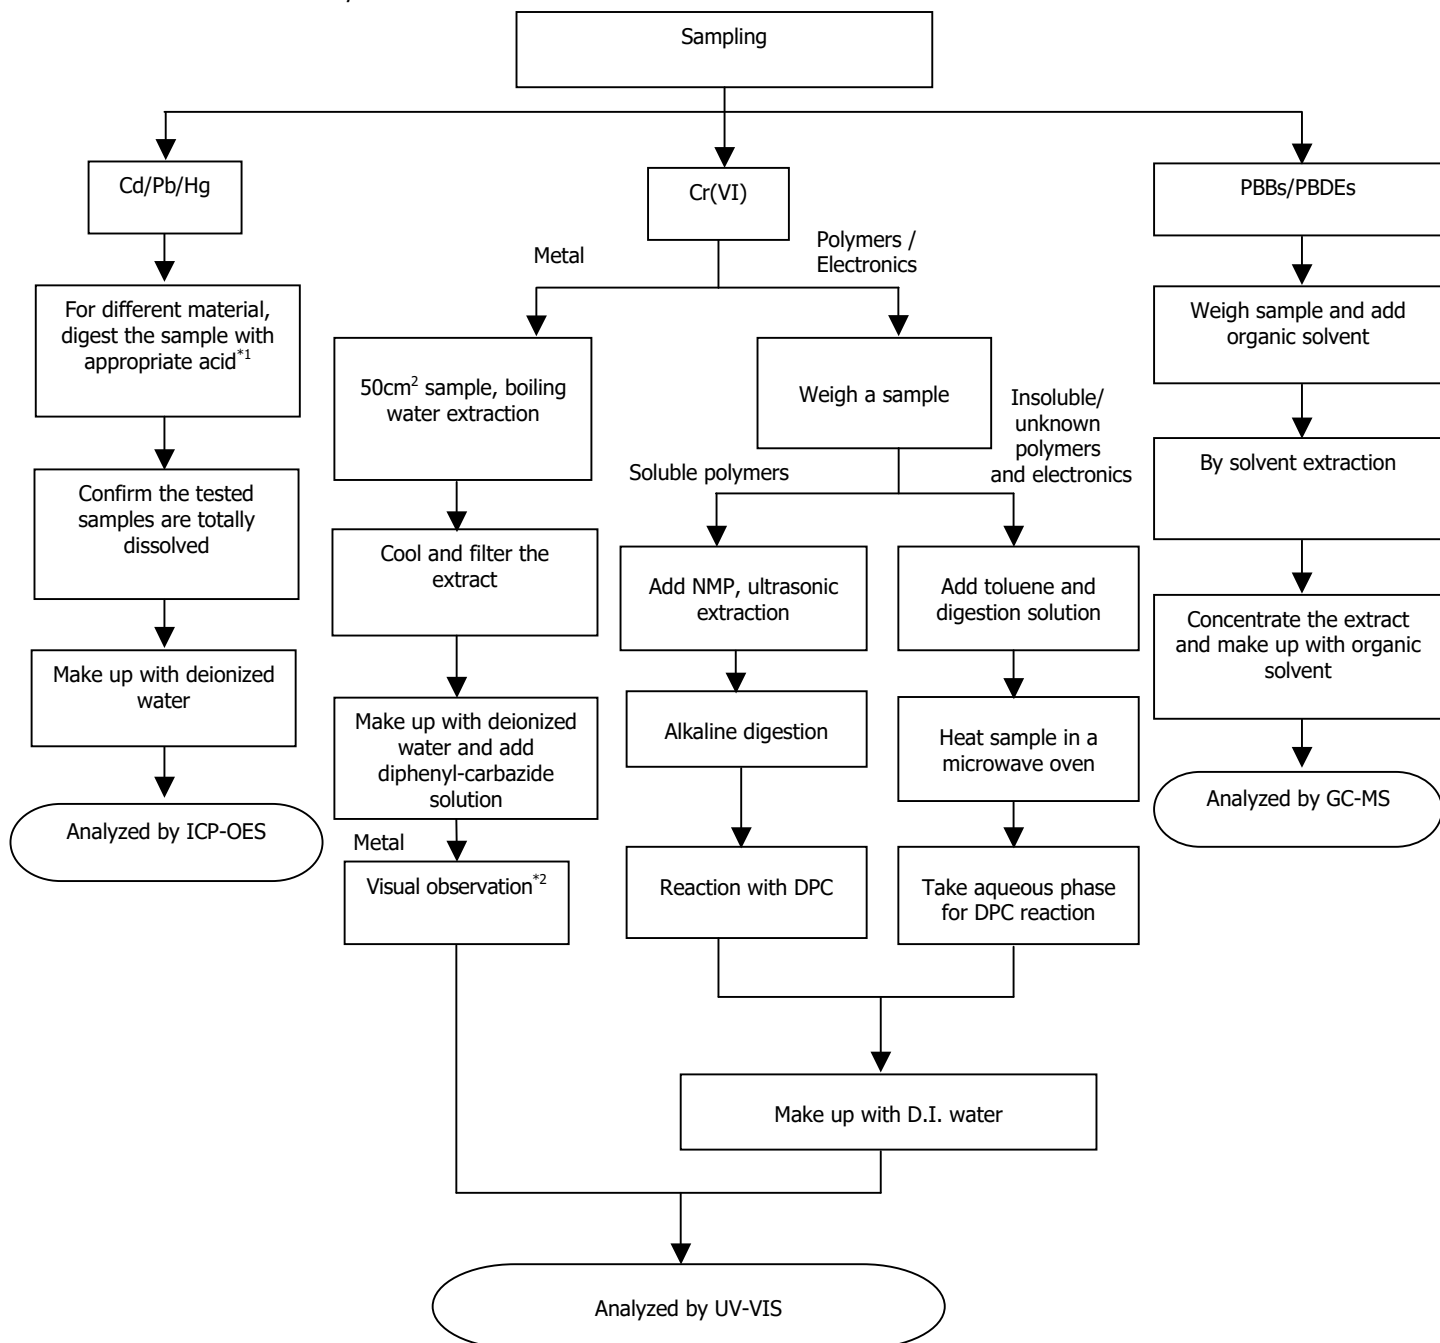 Sampling
Cd/Pb/Hg
Cr(VI)
PBBs/PBDEs
Metal
Polymers /
Electronics
For different material,
digest the sample with
appropriate acid*1
Weigh sample and add
organic solvent
50cm2 sample, boiling
water extraction
Weigh a sample
Insoluble/
unknown
polymers
and electronics
Soluble polymers
By solvent extraction
Confirm the tested
samples are totally
dissolved
Cool and filter the
extract
Add NMP, ultrasonic
extraction
Add toluene and
digestion solution
Concentrate the extract
and make up with organic
solvent
Make up with deionized
water
Make up with deionized
water and add
diphenyl-carbazide
solution
Alkaline digestion
Heat sample in a
microwave oven
Analyzed by GC-MS
Analyzed by ICP-OES
Metal
Visual observation*2
Reaction with DPC
Take aqueous phase
for DPC reaction
Make up with D.I. water
Analyzed by UV-VIS